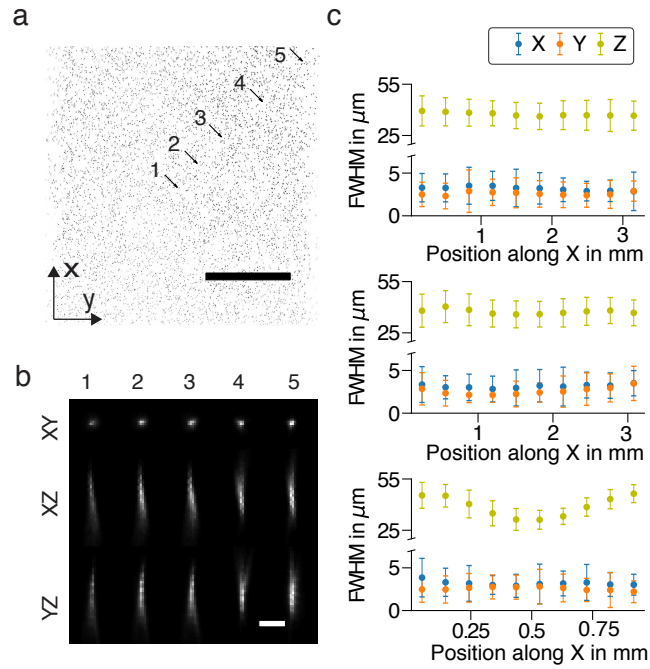 a
1
2
3
4
5
x
y
b
1 2 3 4 5
XY
XZ
YZ
c
X Y Z
FWHM in μm
55
25
5
0
1 2 3
Position along X in mm
FWHM in μm
55
25
5
0
1 2 3
Position along X in mm
FWHM in μm
55
25
5
0
0.25 0.5 0.75
Position along X in mm